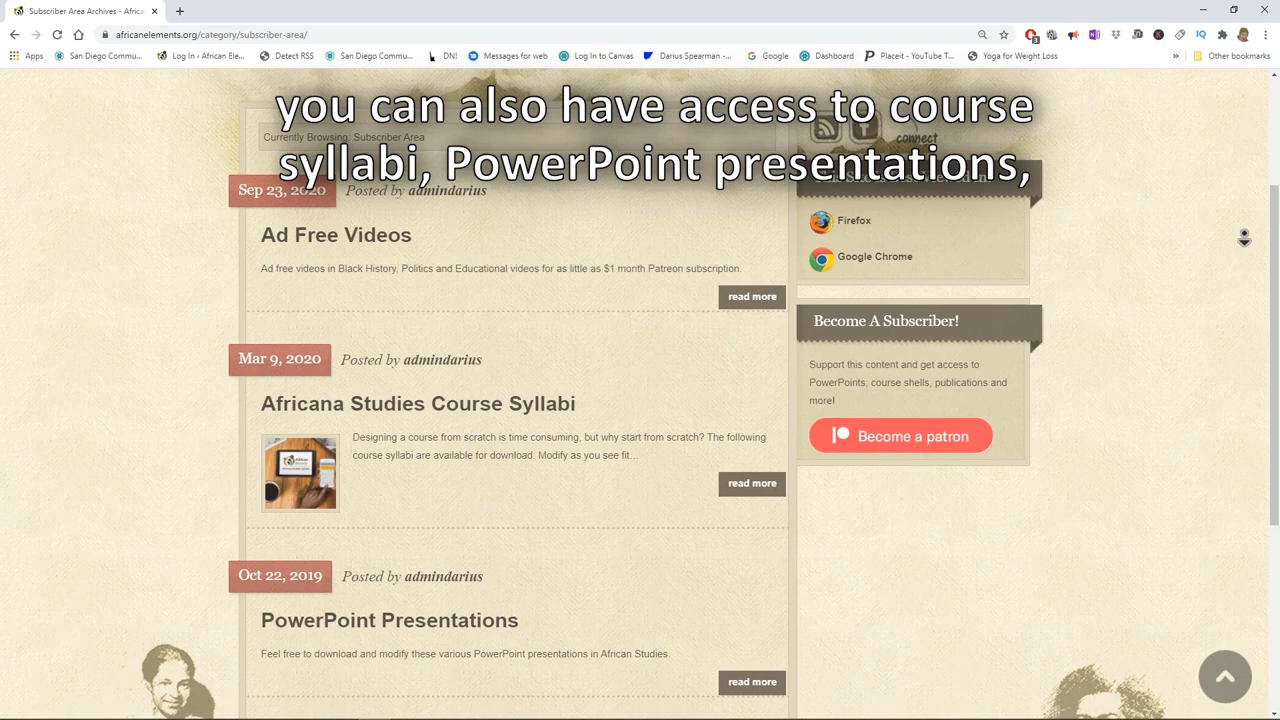 Subscriber Area Archives - Africa
africanelements.org/category/subscriber-area/
Apps
San Diego Commu...
Log In ‹ African Ele...
Detect RSS
San Diego Commu...
DN!
Messages for web
Log In to Canvas
Darius Spearman -...
Google
Dashboard
Placeit - YouTube T...
Yoga for Weight Loss
»
Other bookmarks
you can also have access to course
syllabi, PowerPoint presentations,
Currently Browsing: Subscriber Area
connect
Sep 23, 2020
Posted by admindarius
Ad Free Videos
Ad free videos in Black History, Politics and Educational videos for as little as $1 month Patreon subscription.
read more
Mar 9, 2020
Posted by admindarius
Africana Studies Course Syllabi
Designing a course from scratch is time consuming, but why start from scratch? The following
course syllabi are available for download. Modify as you see fit...
read more
Oct 22, 2019
Posted by admindarius
PowerPoint Presentations
Feel free to download and modify these various PowerPoint presentations in African Studies.
read more
Firefox
Google Chrome
Become A Subscriber!
Support this content and get access to
PowerPoints, course shells, publications and
more!
Become a patron